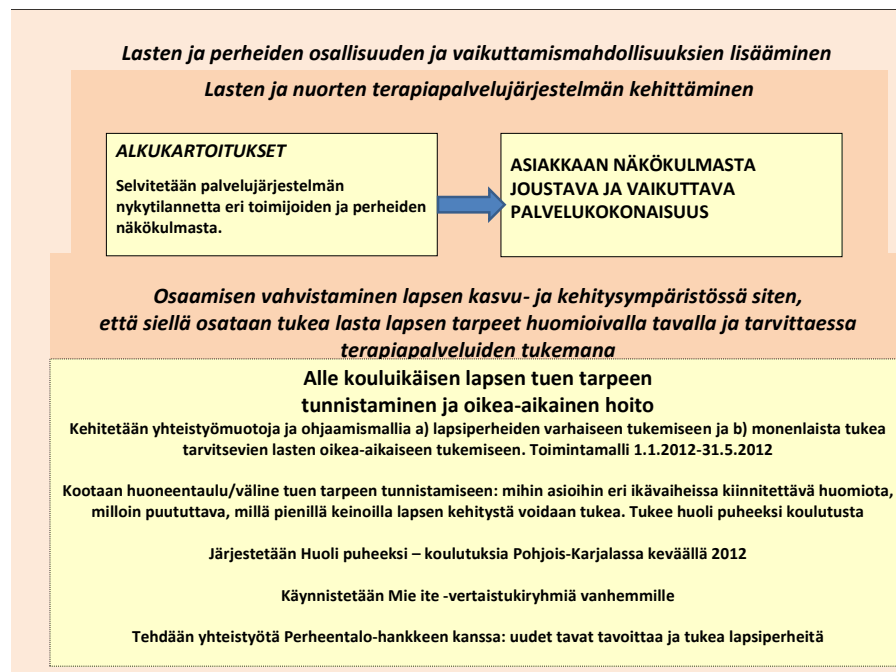 Lasten ja perheiden osallisuuden ja vaikuttamismahdollisuuksien lisääminen
Lasten ja nuorten terapiapalvelujärjestelmän kehittäminen
ALKUKARTOITUKSET
Selvitetään palvelujärjestelmän
nykytilannetta eri toimijoiden ja perheiden
näkökulmasta.
ASIAKKAAN NÄKÖKULMASTA
JOUSTAVA JA VAIKUTTAVA
PALVELUKOKONAISUUS
Osaamisen vahvistaminen lapsen kasvu- ja kehitysympäristössä siten,
että siellä osataan tukea lasta lapsen tarpeet huomioivalla tavalla ja tarvittaessa
terapiapalveluiden tukemana
Alle kouluikäisen lapsen tuen tarpeen
tunnistaminen ja oikea-aikainen hoito
Kehitetään yhteistyömuotoja ja ohjaamismallia a) lapsiperheiden varhaiseen tukemiseen ja b) monenlaista tukea
tarvitsevien lasten oikea-aikaiseen tukemiseen. Toimintamalli 1.1.2012-31.5.2012
Kootaan huoneentaulu/väline tuen tarpeen tunnistamiseen: mihin asioihin eri ikävaiheissa kiinnitettävä huomiota,
milloin puututtava, millä pienillä keinoilla lapsen kehitystä voidaan tukea. Tukee huoli puheeksi koulutusta
Järjestetään Huoli puheeksi – koulutuksia Pohjois-Karjalassa keväällä 2012
Käynnistetään Mie ite -vertaistukiryhmiä vanhemmille
Tehdään yhteistyötä Perheentalo-hankkeen kanssa: uudet tavat tavoittaa ja tukea lapsiperheitä